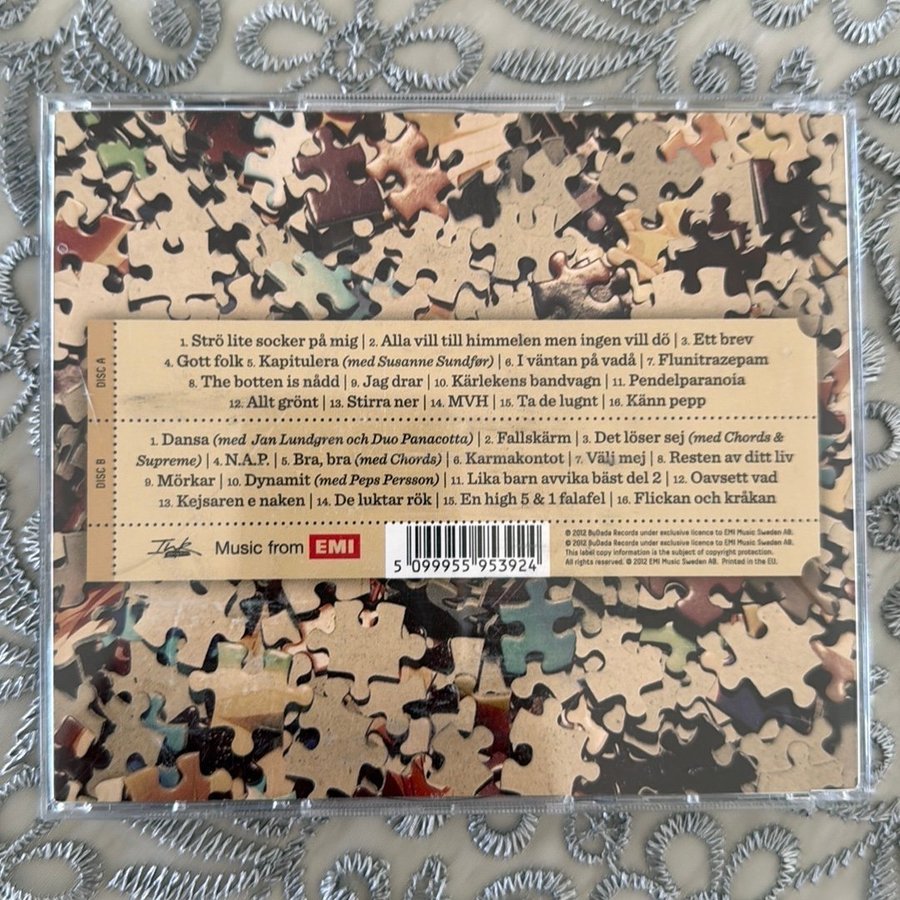 DISC A
1. Strö lite socker på mig | 2. Alla vill till himmelen men ingen vill dö | 3. Ett brev
4. Gott folk 5. Kapitulera (med Susanne Sundfør) | 6. I väntan på vadå | 7. Flunitrazepam
8. The botten is nådd | 9. Jag drar | 10. Kärlekens bandvagn | 11. Pendelparanoia
12. Allt grönt | 13. Stirra ner | 14. MVH | 15. Ta de lugnt | 16. Känn pepp
DISC B
1. Dansa (med Jan Lundgren och Duo Panacotta) | 2. Fallskärm | 3. Det löser sej (med Chords &
Supreme) | 4. N.A.P. | 5. Bra, bra (med Chords) | 6. Karmakontot | 7. Välj mej | 8. Resten av ditt liv
9. Mörkar | 10. Dynamit (med Peps Persson) | 11. Lika barn avvika bäst del 2 | 12. Oavsett vad
13. Kejsaren e naken | 14. De luktar rök | 15. En high 5 & 1 falafel | 16. Flickan och kråkan
Music from EMI
5 099955 953924
℗ 2012 BuDada Records under exclusive licence to EMI Music Sweden AB.
© 2012 BuDada Records under exclusive licence to EMI Music Sweden AB.
This label copy information is the subject of copyright protection.
All rights reserved. © 2012 EMI Music Sweden AB. Printed in the EU.